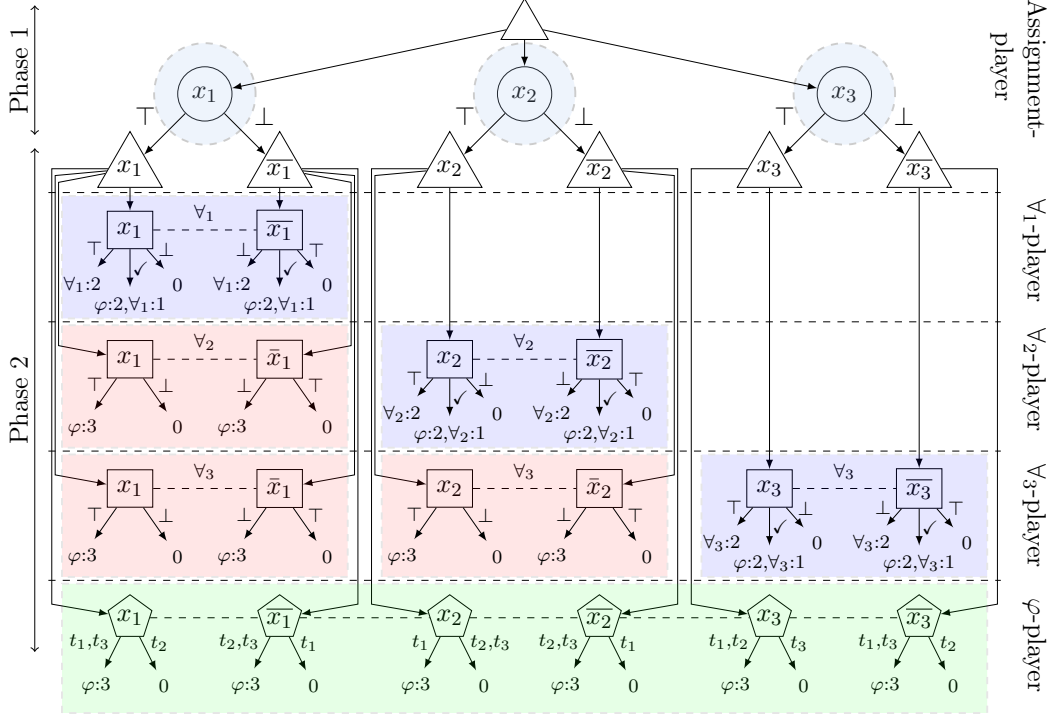 Phase 1
Assignment-
player
x₁ x₂ x₃
⊤ ⊥ ⊤ ⊥ ⊤ ⊥
x₁ x̅₁ x₂ x̅₂ x₃ x̅₃
Phase 2
∀₁-player
x₁ ∀₁ x̅₁
⊤ ✓ ⊥ ⊥ ✓ ⊤
∀₁:2 0 ∀₁:2 0
φ:2,∀₁:1 φ:2,∀₁:1
∀₂-player
x₁ ∀₂ x̄₁ x₂ ∀₂ x̅₂
⊤ ⊥ ⊥ ⊤ ⊤ ✓ ⊥ ⊥ ✓ ⊤
φ:3 0 φ:3 0 ∀₂:2 0 ∀₂:2 0
φ:2,∀₂:1 φ:2,∀₂:1
∀₃-player
x₁ ∀₃ x̄₁ x₂ ∀₃ x̄₂ x₃ ∀₃ x̅₃
⊤ ⊥ ⊥ ⊤ ⊤ ⊥ ⊥ ⊤ ⊤ ✓ ⊥ ⊥ ✓ ⊤
φ:3 0 φ:3 0 φ:3 0 φ:3 0 ∀₃:2 0 ∀₃:2 0
φ:2,∀₃:1 φ:2,∀₃:1
φ-player
x₁ x̅₁ x₂ x̅₂ x₃ x̅₃
t₁,t₃ t₂ t₂,t₃ t₁ t₁ t₂,t₃ t₂,t₃ t₁ t₁,t₂ t₃ t₁,t₃ t₂
φ:3 0 φ:3 0 φ:3 0 φ:3 0 φ:3 0 φ:3 0